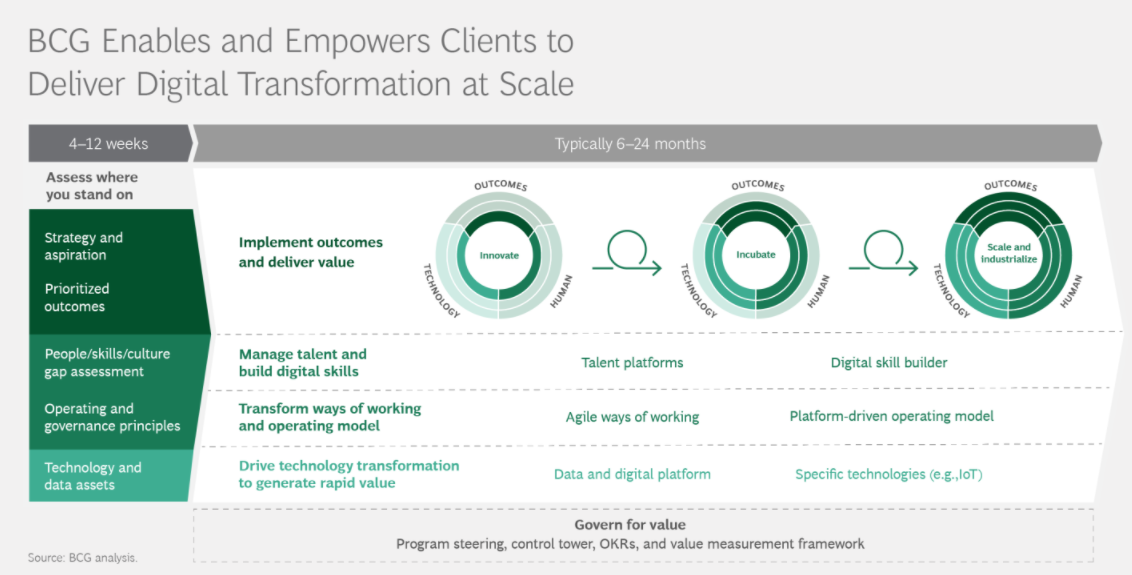 BCG Enables and Empowers Clients to
Deliver Digital Transformation at Scale
4–12 weeks
Typically 6–24 months
Assess where
you stand on
Strategy and
aspiration
Prioritized
outcomes
Implement outcomes
and deliver value
OUTCOMES
Innovate
TECHNOLOGY
HUMAN
OUTCOMES
Incubate
TECHNOLOGY
HUMAN
OUTCOMES
Scale and
Industrialize
TECHNOLOGY
HUMAN
People/skills/culture
gap assessment
Manage talent and
build digital skills
Talent platforms
Digital skill builder
Operating and
governance principles
Transform ways of working
and operating model
Agile ways of working
Platform-driven operating model
Technology and
data assets
Drive technology transformation
to generate rapid value
Data and digital platform
Specific technologies (e.g.,IoT)
Govern for value
Program steering, control tower, OKRs, and value measurement framework
Source: BCG analysis.